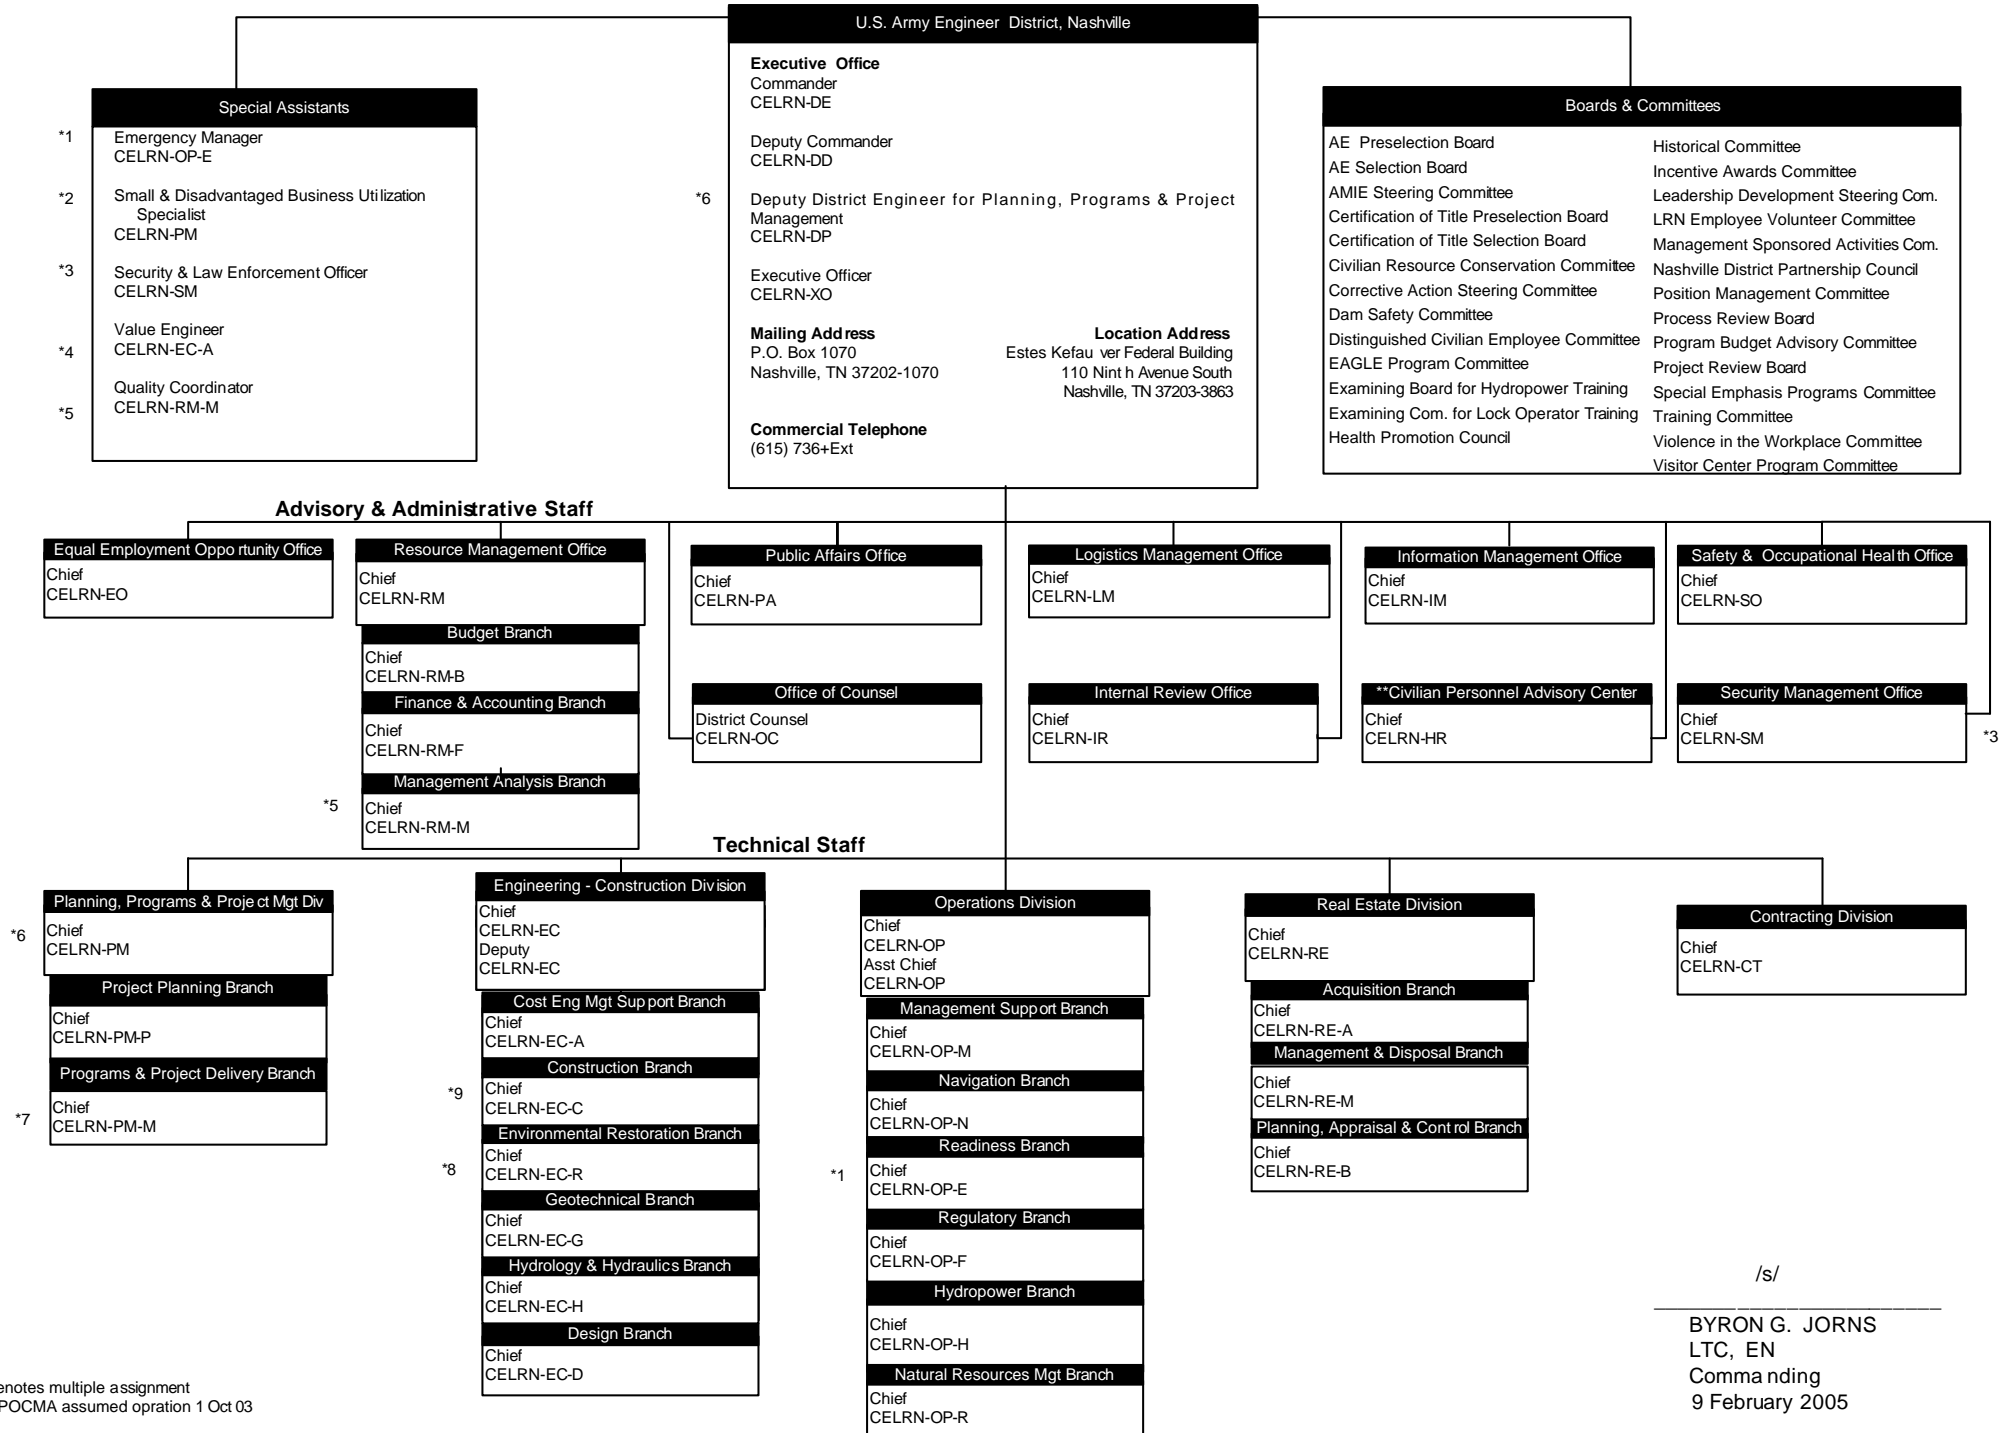 U.S. Army Engineer District, Nashville
Executive Office
Commander
CELRN-DE
Deputy Commander
CELRN-DD
*6
Deputy District Engineer for Planning, Programs & Project
Management
CELRN-DP
Executive Officer
CELRN-XO
Mailing Address
P.O. Box 1070
Nashville, TN 37202-1070
Location Address
Estes Kefau ver Federal Building
110 Nint h Avenue South
Nashville, TN 37203-3863
Commercial Telephone
(615) 736+Ext
Special Assistants
*1
Emergency Manager
CELRN-OP-E
*2
Small & Disadvantaged Business Utilization
Specialist
CELRN-PM
*3
Security & Law Enforcement Officer
CELRN-SM
Value Engineer
*4
CELRN-EC-A
Quality Coordinator
*5
CELRN-RM-M
Boards & Committees
AE Preselection Board
AE Selection Board
AMIE Steering Committee
Certification of Title Preselection Board
Certification of Title Selection Board
Civilian Resource Conservation Committee
Corrective Action Steering Committee
Dam Safety Committee
Distinguished Civilian Employee Committee
EAGLE Program Committee
Examining Board for Hydropower Training
Examining Com. for Lock Operator Training
Health Promotion Council
Historical Committee
Incentive Awards Committee
Leadership Development Steering Com.
LRN Employee Volunteer Committee
Management Sponsored Activities Com.
Nashville District Partnership Council
Position Management Committee
Process Review Board
Program Budget Advisory Committee
Project Review Board
Special Emphasis Programs Committee
Training Committee
Violence in the Workplace Committee
Visitor Center Program Committee
Advisory & Administrative Staff
Equal Employment Oppo rtunity Office
Chief
CELRN-EO
Resource Management Office
Chief
CELRN-RM
Budget Branch
Chief
CELRN-RM-B
Finance & Accounting Branch
Chief
CELRN-RM-F
Management Analysis Branch
*5
Chief
CELRN-RM-M
Public Affairs Office
Chief
CELRN-PA
Office of Counsel
District Counsel
CELRN-OC
Logistics Management Office
Chief
CELRN-LM
Internal Review Office
Chief
CELRN-IR
Information Management Office
Chief
CELRN-IM
**Civilian Personnel Advisory Center
Chief
CELRN-HR
Safety & Occupational Health Office
Chief
CELRN-SO
Security Management Office
Chief
CELRN-SM
*3
Technical Staff
Planning, Programs & Project Mgt Div
*6
Chief
CELRN-PM
Project Planning Branch
Chief
CELRN-PM-P
Programs & Project Delivery Branch
*7
Chief
CELRN-PM-M
Engineering - Construction Division
Chief
CELRN-EC
Deputy
CELRN-EC
Cost Eng Mgt Support Branch
Chief
CELRN-EC-A
Construction Branch
*9
Chief
CELRN-EC-C
Environmental Restoration Branch
*8
Chief
CELRN-EC-R
Geotechnical Branch
Chief
CELRN-EC-G
Hydrology & Hydraulics Branch
Chief
CELRN-EC-H
Design Branch
Chief
CELRN-EC-D
Operations Division
Chief
CELRN-OP
Asst Chief
CELRN-OP
Management Support Branch
Chief
CELRN-OP-M
Navigation Branch
Chief
CELRN-OP-N
Readiness Branch
*1
Chief
CELRN-OP-E
Regulatory Branch
Chief
CELRN-OP-F
Hydropower Branch
Chief
CELRN-OP-H
Natural Resources Mgt Branch
Chief
CELRN-OP-R
Real Estate Division
Chief
CELRN-RE
Acquisition Branch
Chief
CELRN-RE-A
Management & Disposal Branch
Chief
CELRN-RE-M
Planning, Appraisal & Cont rol Branch
Chief
CELRN-RE-B
Contracting Division
Chief
CELRN-CT
/s/
BYRON G. JORNS
LTC, EN
Comma nding
9 February 2005
enotes multiple assignment
POCMA assumed opration 1 Oct 03